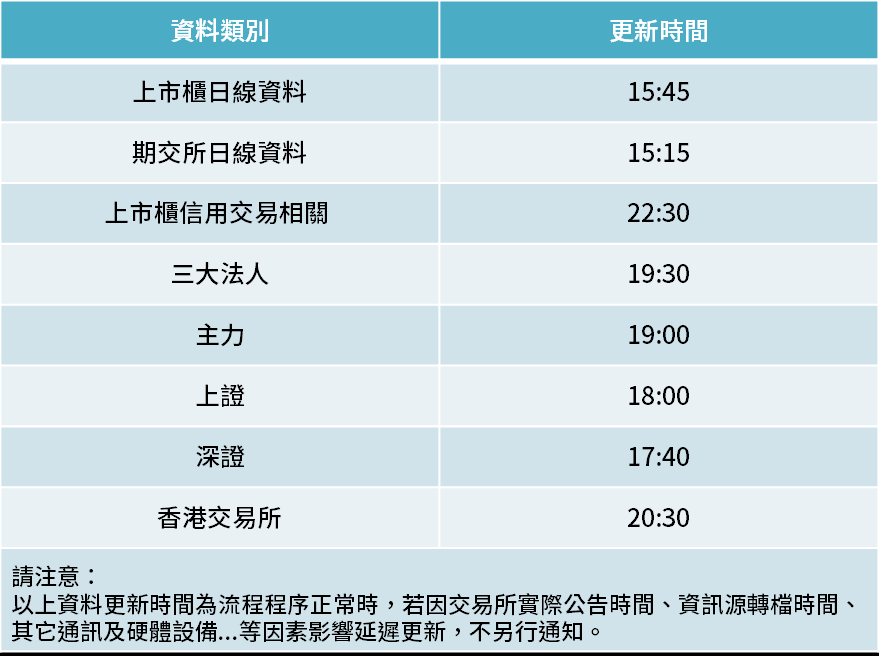 資料類別 更新時間
上市櫃日線資料 15:45
期交所日線資料 15:15
上市櫃信用交易相關 22:30
三大法人 19:30
主力 19:00
上證 18:00
深證 17:40
香港交易所 20:30
請注意：
以上資料更新時間為流程程序正常時，若因交易所實際公告時間、資訊源轉檔時間、
其它通訊及硬體設備...等因素影響延遲更新，不另行通知。